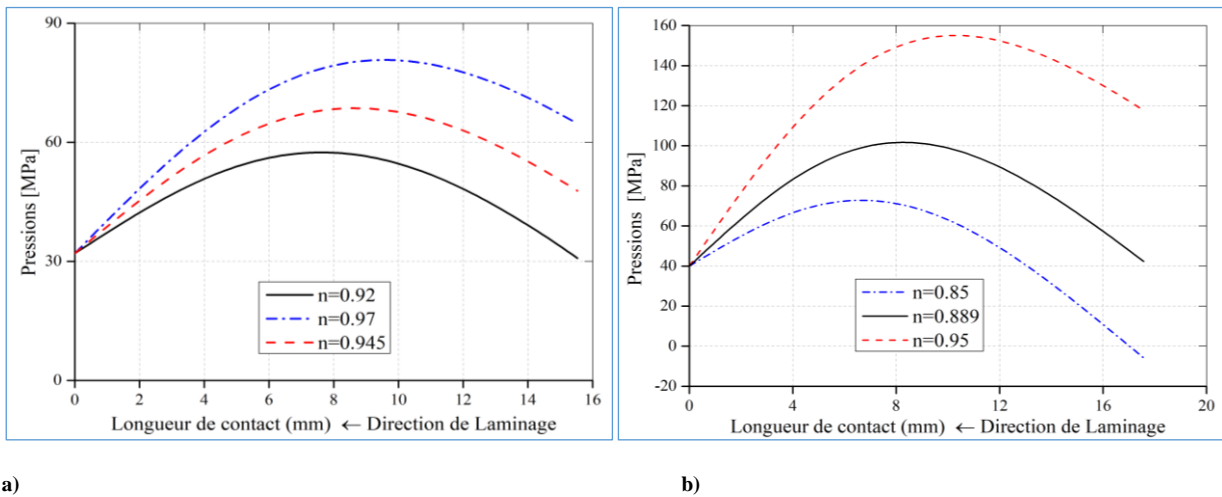 90
60
30
0
Pressions [MPa]
n=0.92
n=0.97
n=0.945
0 2 4 6 8 10 12 14 16
Longueur de contact (mm) ← Direction de Laminage
160
140
120
100
80
60
40
20
0
-20
Pressions [MPa]
n=0.85
n=0.889
n=0.95
0 4 8 12 16 20
Longueur de contact (mm) ← Direction de Laminage
a) b)